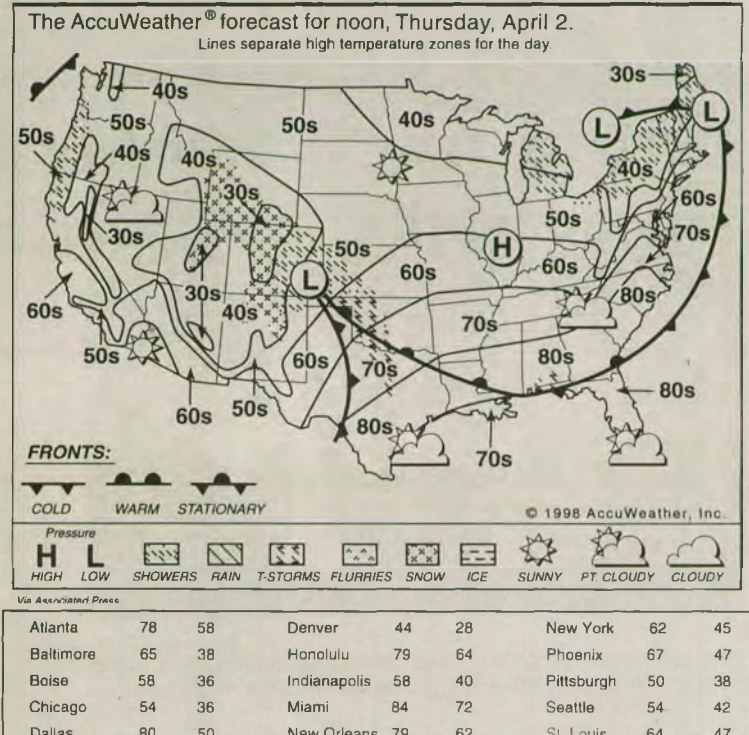 The AccuWeather® forecast for noon, Thursday, April 2.
Lines separate high temperature zones for the day.
30s
40s
50s
40s
L
L
50s
50s
40s
40s
40s
30s
50s
60s
30s
50s
H
70s
60s
60s
L
30s
80s
60s
40s
70s
50s
60s
80s
70s
80s
60s
50s
80s
70s
FRONTS:
COLD WARM STATIONARY
© 1998 AccuWeather, Inc.
Pressure
H L
HIGH LOW SHOWERS RAIN T-STORMS FLURRIES SNOW ICE SUNNY PT. CLOUDY CLOUDY
Via Associated Press
Atlanta 78 58 Denver 44 28 New York 62 45
Baltimore 65 38 Honolulu 79 64 Phoenix 67 47
Boise 58 36 Indianapolis 58 40 Pittsburgh 50 38
Chicago 54 36 Miami 84 72 Seattle 54 42
Dallas 80 50 New Orleans 79 62 St. Louis 64 47